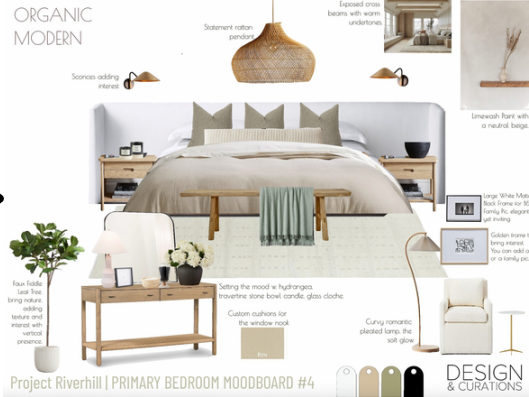 ORGANIC
MODERN
Statement rattan
pendant
Exposed cross
beams with warm
undertones.
Sconces adding
interest
Limewash Paint with
a neutral beige.
Large White Matte
Neck Frame for
Family Pic, elegant
yet inviting
Golden frame t
bring interest.
You can add a
or a family pic.
Faux Fiddle
Leaf Tree,
bring nature,
adding
texture and
interest with
vertical
presence.
Setting the mood w. hydrangea,
travertine stone bowl, candle, glass cloche.
Custom cushions for
the window nook
Curvy romantic
pleated lamp, the
soft glow.
Project Riverhill | PRIMARY BEDROOM MOODBOARD #4
DESIGN
& CURATIONS